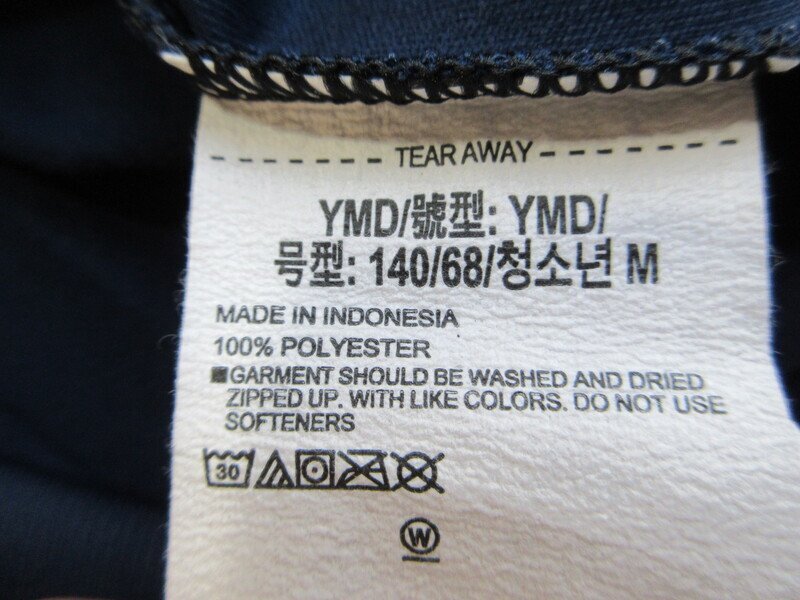 TEAR AWAY
YMD/號型: YMD/
号型: 140/68/청소년 M
MADE IN INDONESIA
100% POLYESTER
■GARMENT SHOULD BE WASHED AND DRIED
ZIPPED UP. WITH LIKE COLORS. DO NOT USE
SOFTENERS
30
W